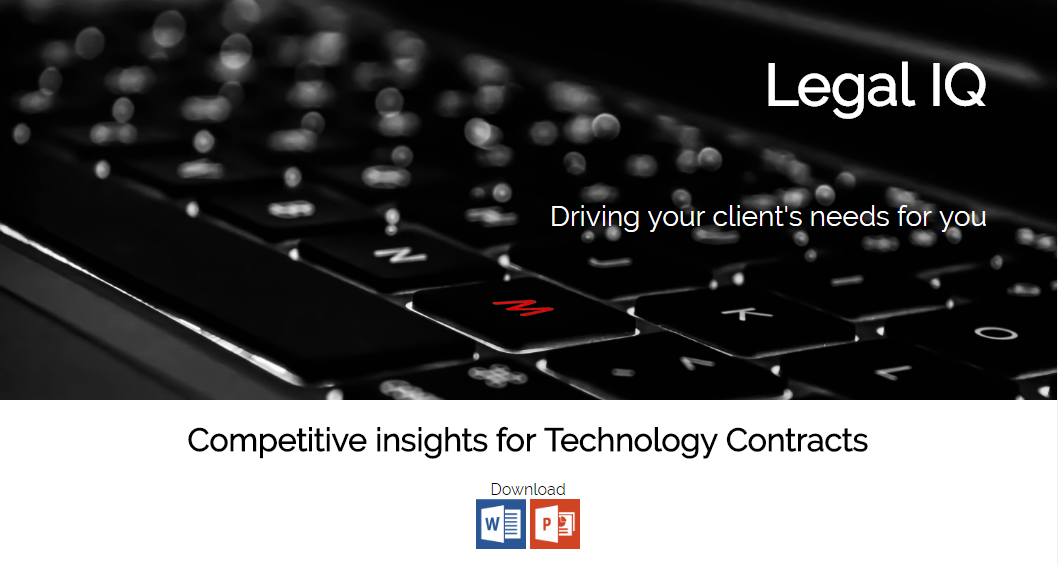 Legal IQ
Driving your client's needs for you
N
J
I
M
K
O
Competitive insights for Technology Contracts
Download
W
P